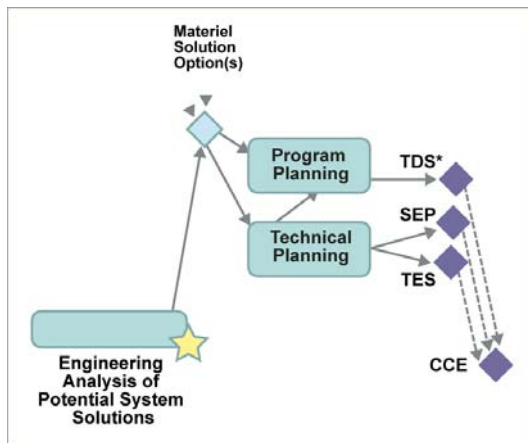 Materiel
Solution
Option(s)
Program
Planning
TDS*
SEP
Technical
Planning
TES
Engineering
Analysis of
Potential System
Solutions
CCE